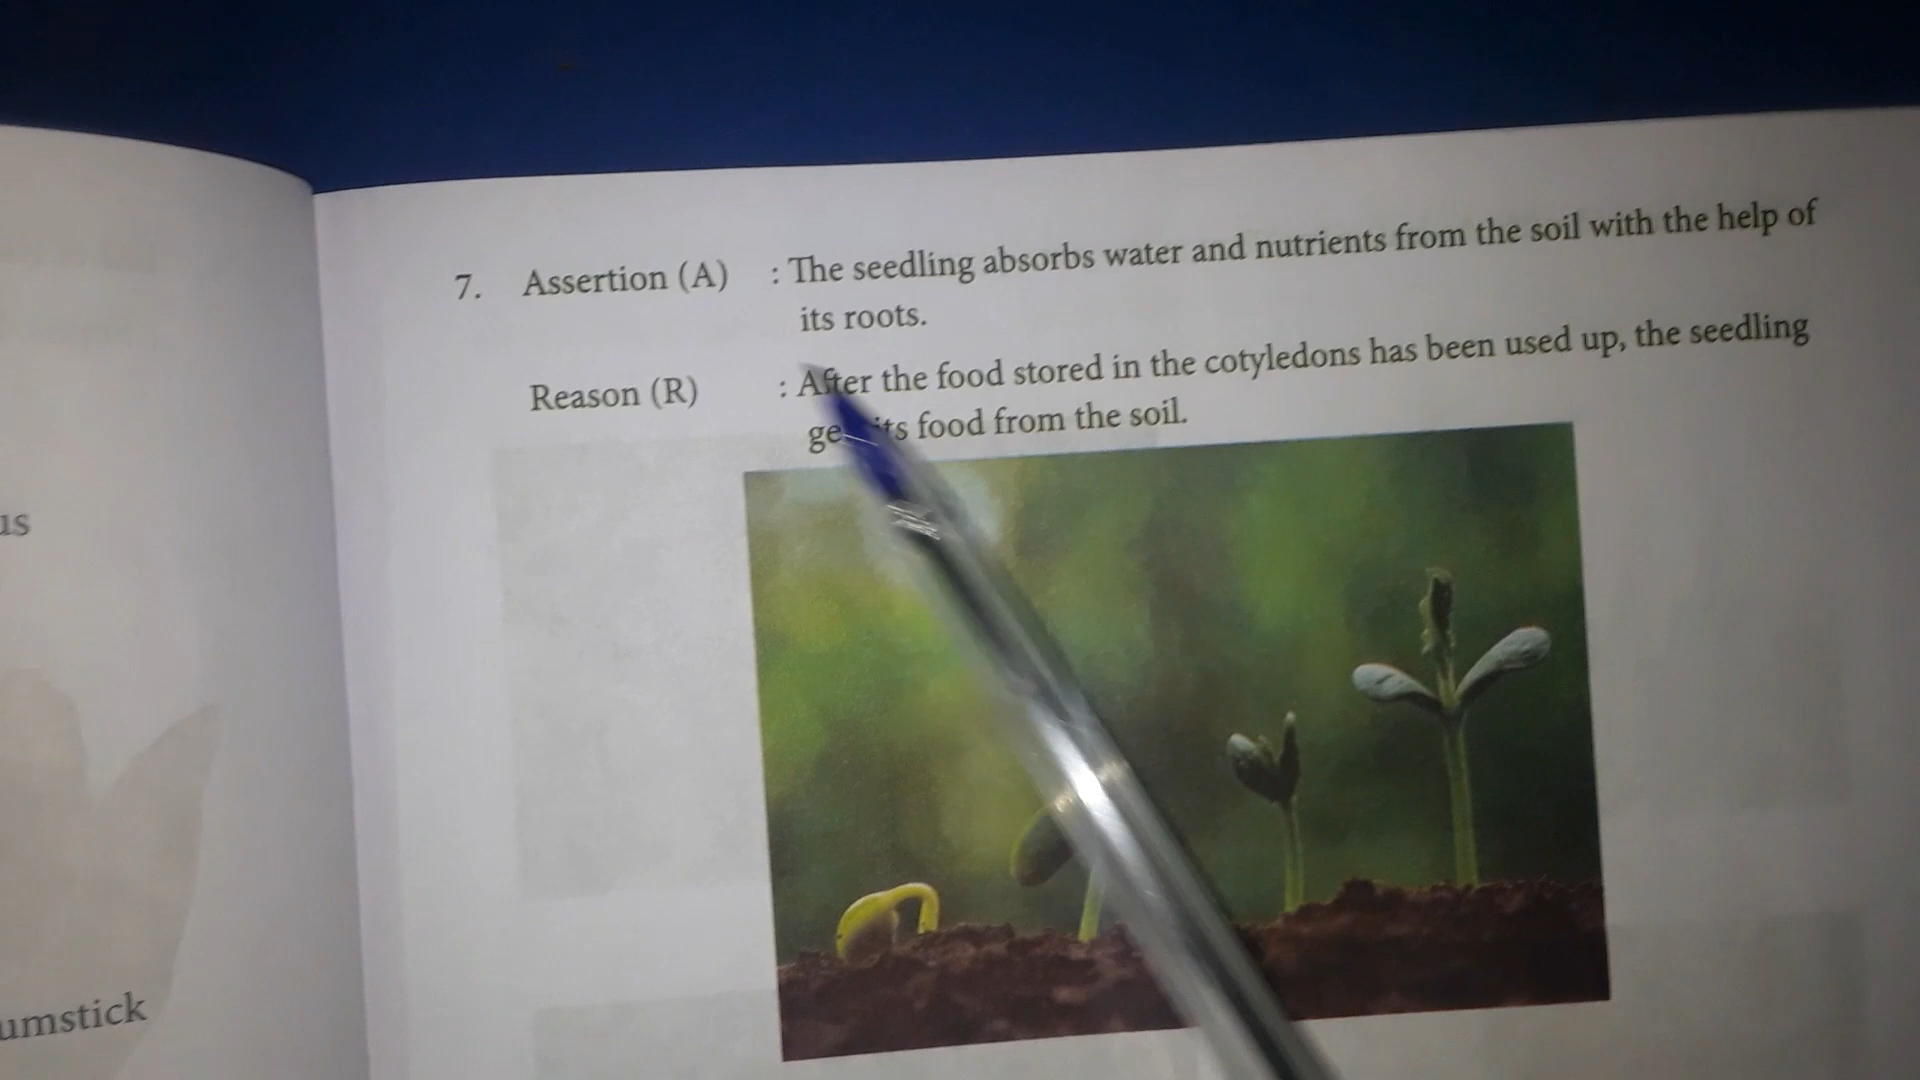 us
umstick
7. Assertion (A) : The seedling absorbs water and nutrients from the soil with the help of
its roots.
Reason (R) : After the food stored in the cotyledons has been used up, the seedling
food from the soil.